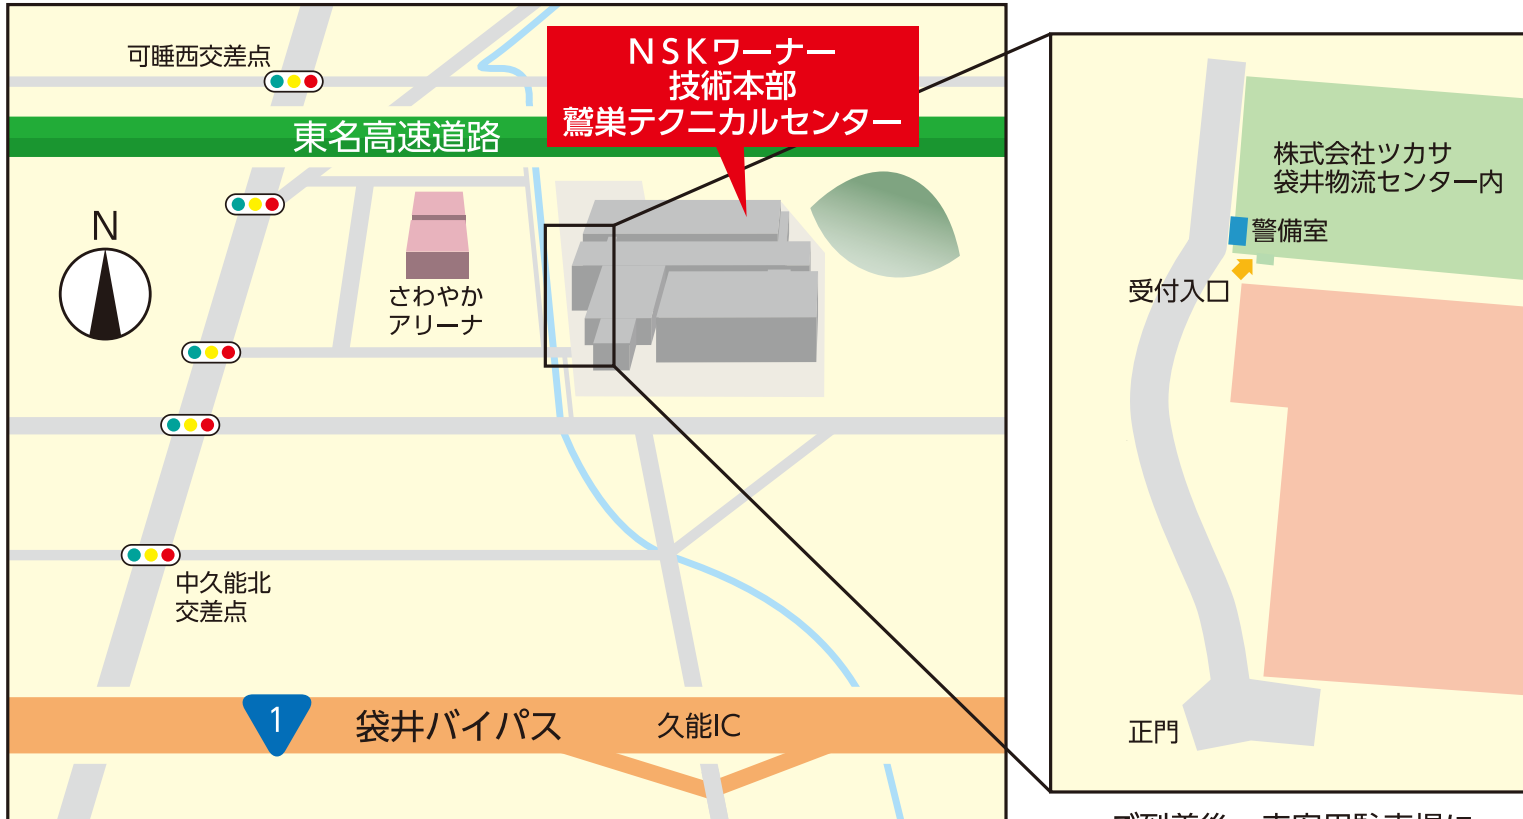 可睡西交差点
NSKワーナー
技術本部
鷲巣テクニカルセンター
東名高速道路
N
さわやか
アリーナ
中久能北
交差点
1
袋井バイパス
久能IC
株式会社ツカサ
袋井物流センター内
警備室
受付入口
正門